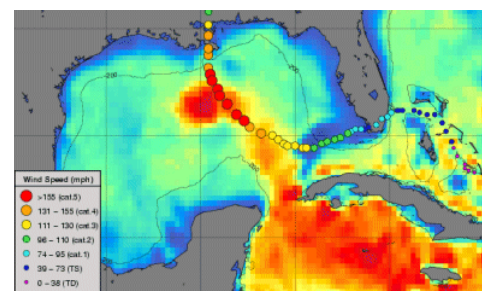 -200
Wind Speed (mph)
>155 (cat.5)
131 – 155 (cat.4)
111 – 130 (cat.3)
96 – 110 (cat.2)
74 – 95 (cat.1)
39 – 73 (TS)
0 – 38 (TD)